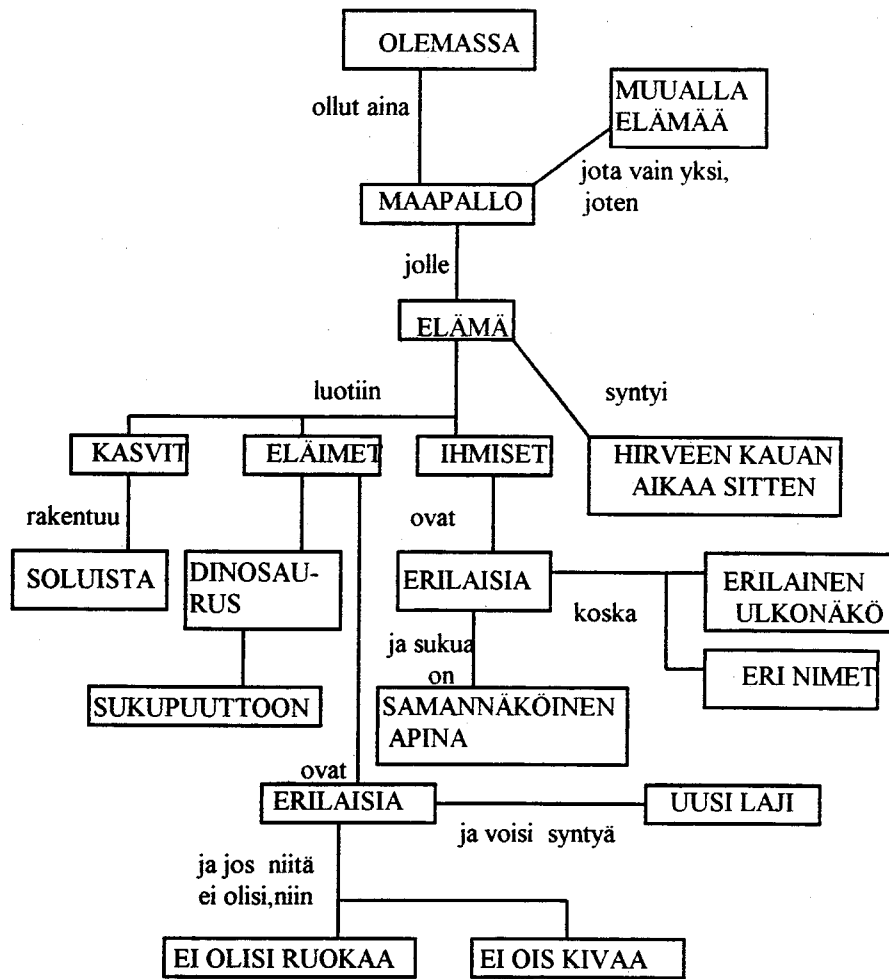 OLEMASSA
ollut aina
MUUALLA
ELÄMÄÄ
jota vain yksi,
joten
MAAPALLO
jolle
ELÄMÄ
luotiin
syntyi
KASVIT
ELÄIMET
IHMISET
HIRVEEN KAUAN
AIKAA SITTEN
rakentuu
ovat
SOLUISTA
DINOSAU-
RUS
ERILAISIA
koska
ERILAINEN
ULKONÄKÖ
ja sukua
on
ERI NIMET
SUKUPUUTTOON
SAMANNÄKÖINEN
APINA
ovat
ERILAISIA
UUSI LAJI
ja voisi syntyä
ja jos niitä
ei olisi,niin
EI OLISI RUOKAA
EI OIS KIVAA